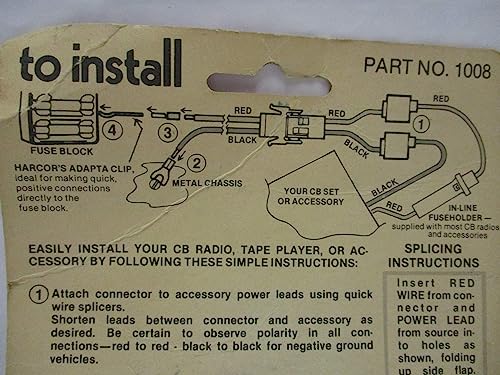 to install
PART NO. 1008
RED
RED
1
4
3
FUSE BLOCK
BLACK
BLACK
2
HARCOR'S ADAPTA CLIP.
ideal for making quick,
positive connections
directly to the
fuse block.
METAL CHASSIS
YOUR CB SET
OR ACCESSORY
BLACK
RED
IN-LINE
FUSEHOLDER—
supplied with most CB radios
and accessories
EASILY INSTALL YOUR CB RADIO, TAPE PLAYER, OR AC-
CESSORY BY FOLLOWING THESE SIMPLE INSTRUCTIONS:
1 Attach connector to accessory power leads using quick
wire splicers.
Shorten leads between connector and accessory as
desired. Be certain to observe polarity in all con-
nections—red to red - black to black for negative ground
vehicles.
SPLICING
INSTRUCTIONS
Insert RED
WIRE from con-
nector and
POWER LEAD
from source in-
to holes as
shown, folding
up side flap.